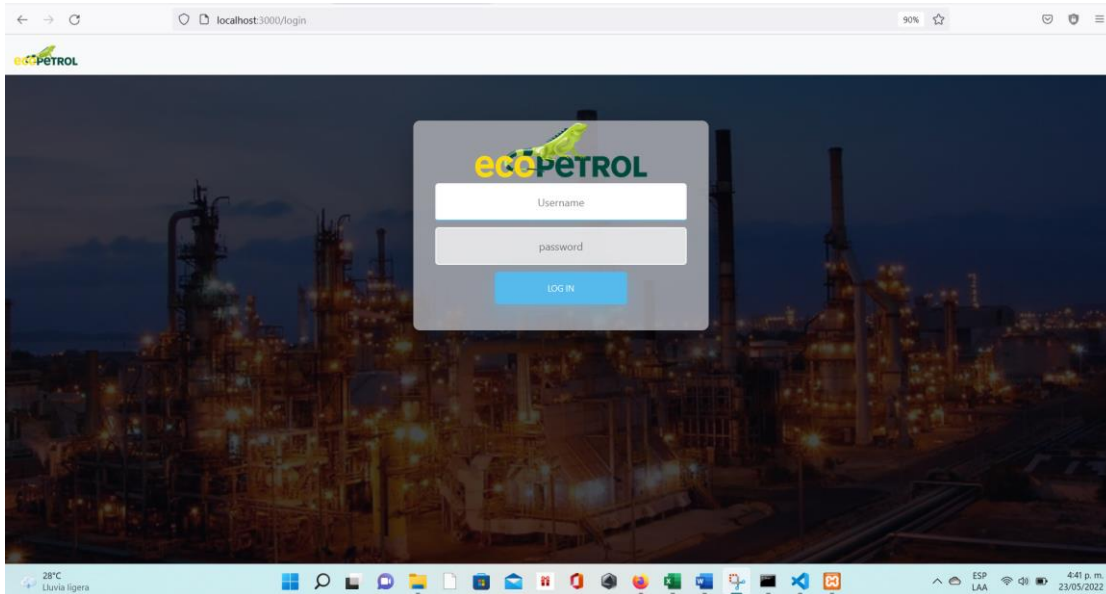 localhost:3000/login
90%
ecoPETROL
ecoPETROL
Username
password
LOG IN
28°C
Lluvia ligera
ESP
LAA
4:41 p. m.
23/05/2022